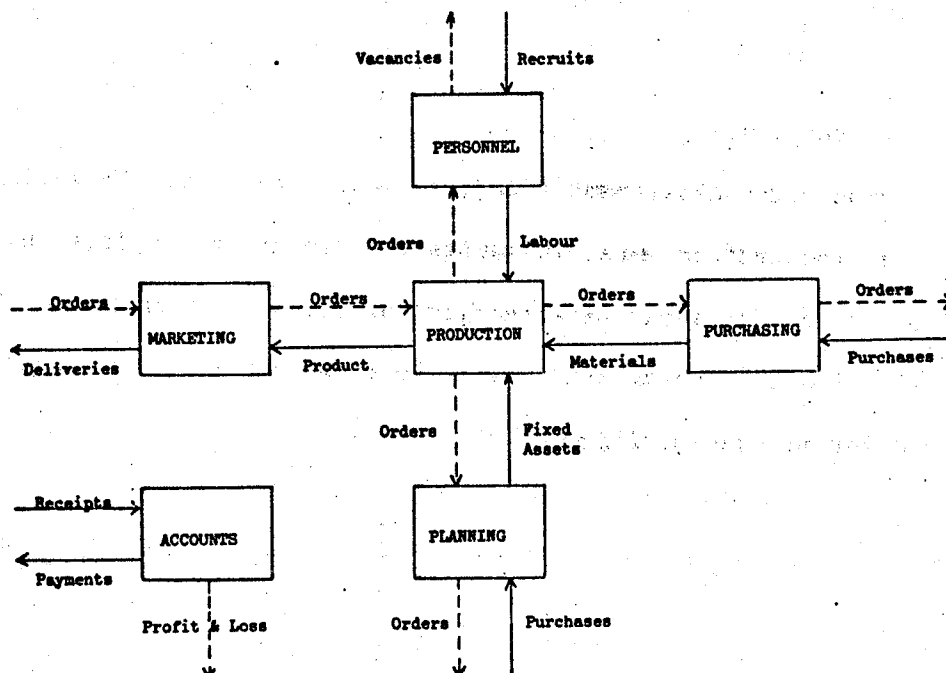 Vacancies Recruits
PERSONNEL
Orders Labour
Orders Orders Orders Orders
MARKETING PRODUCTION PURCHASING
Deliveries Product Materials Purchases
Orders Fixed
Assets
Receipts
ACCOUNTS PLANNING
Payments
Profit & Loss Orders Purchases